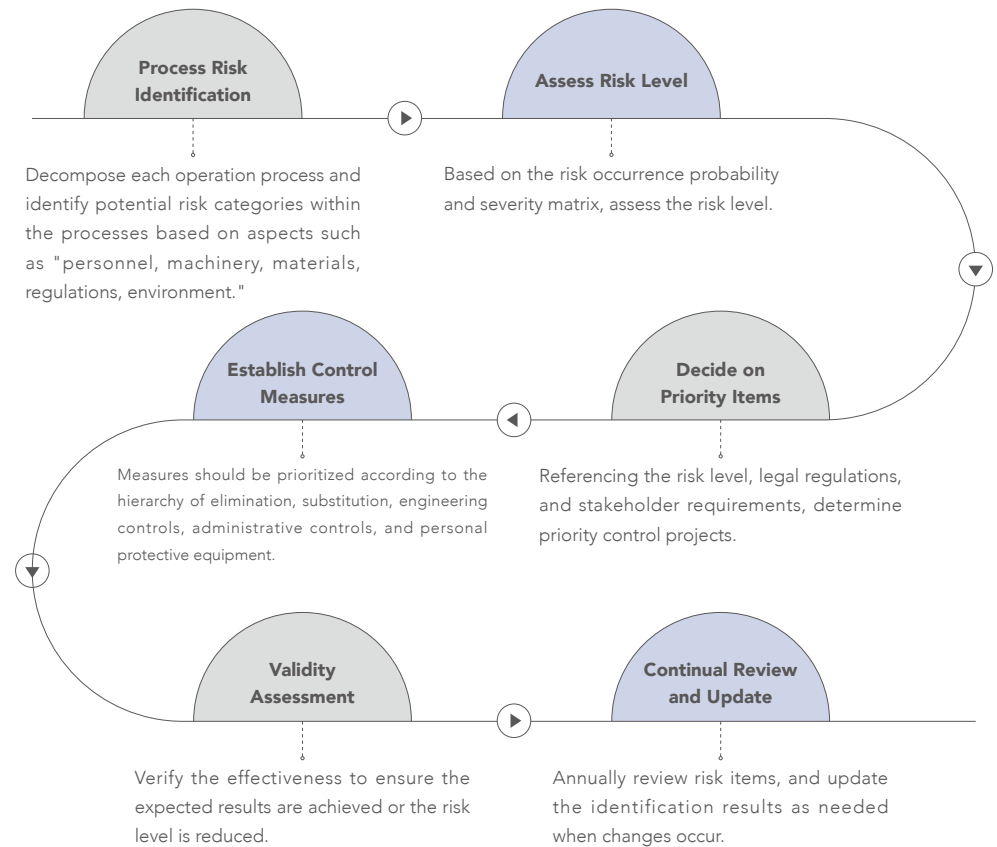 Process Risk
Identification
Decompose each operation process and
identify potential risk categories within
the processes based on aspects such
as "personnel, machinery, materials,
regulations, environment."
Assess Risk Level
Based on the risk occurrence probability
and severity matrix, assess the risk level.
Decide on
Priority Items
Referencing the risk level, legal regulations,
and stakeholder requirements, determine
priority control projects.
Establish Control
Measures
Measures should be prioritized according to the
hierarchy of elimination, substitution, engineering
controls, administrative controls, and personal
protective equipment.
Validity
Assessment
Verify the effectiveness to ensure the
expected results are achieved or the risk
level is reduced.
Continual Review
and Update
Annually review risk items, and update
the identification results as needed
when changes occur.